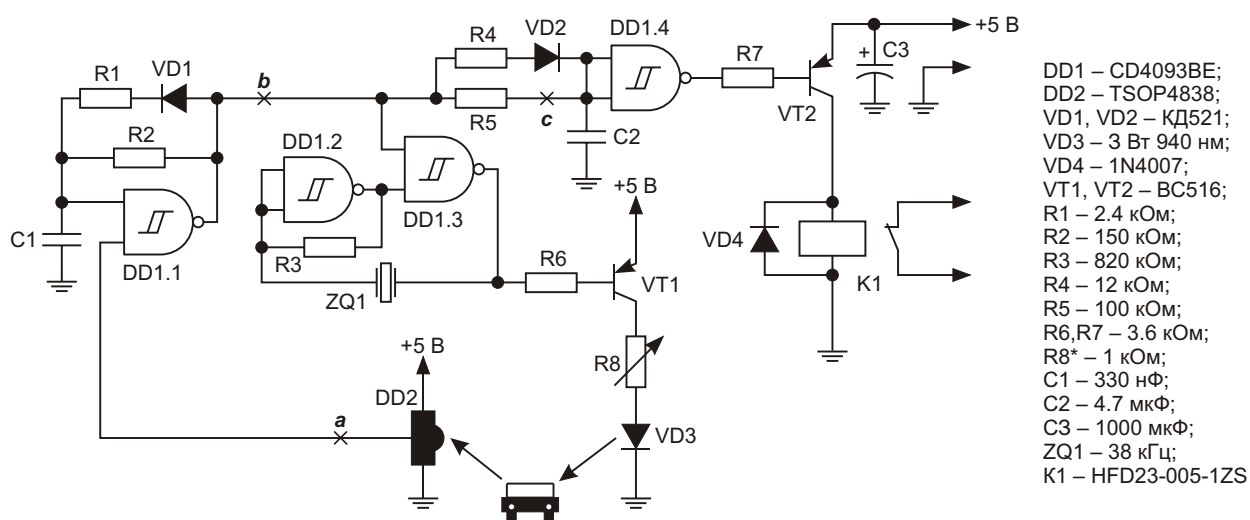 +5 В
DD1.4
VD2
R4
R7
C3
+
VD1
R1
b
R5
c
VT2
C2
R2
DD1.2
DD1.3
+5 В
C1
R3
DD1.1
VD4
R6
VT1
K1
ZQ1
+5 В
R8
DD2
a
VD3
DD1 – CD4093BE;
DD2 – TSOP4838;
VD1, VD2 – КД521;
VD3 – 3 Вт 940 нм;
VD4 – 1N4007;
VT1, VT2 – BC516;
R1 – 2.4 кОм;
R2 – 150 кОм;
R3 – 820 кОм;
R4 – 12 кОм;
R5 – 100 кОм;
R6,R7 – 3.6 кОм;
R8* – 1 кОм;
C1 – 330 нФ;
C2 – 4.7 мкФ;
C3 – 1000 мкФ;
ZQ1 – 38 кГц;
К1 – HFD23-005-1ZS